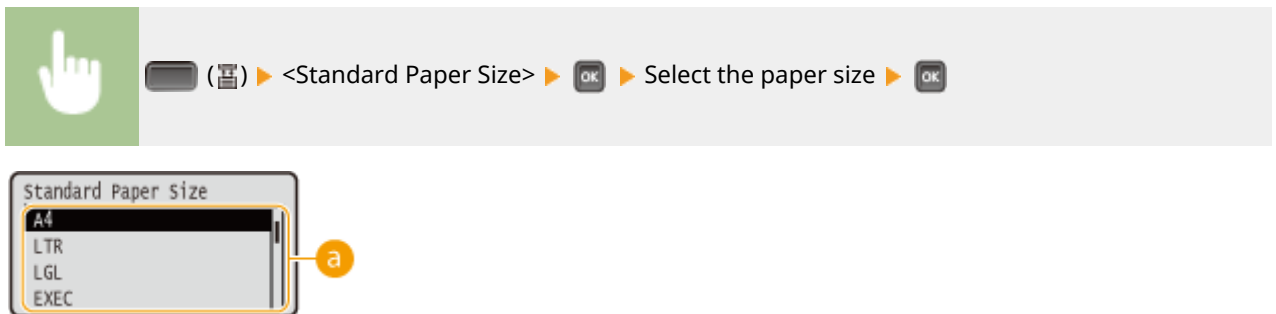 ( ) ▶ <Standard Paper Size> ▶ OK ▶ Select the paper size ▶ OK
Standard Paper Size
A4
LTR
LGL
EXEC
a